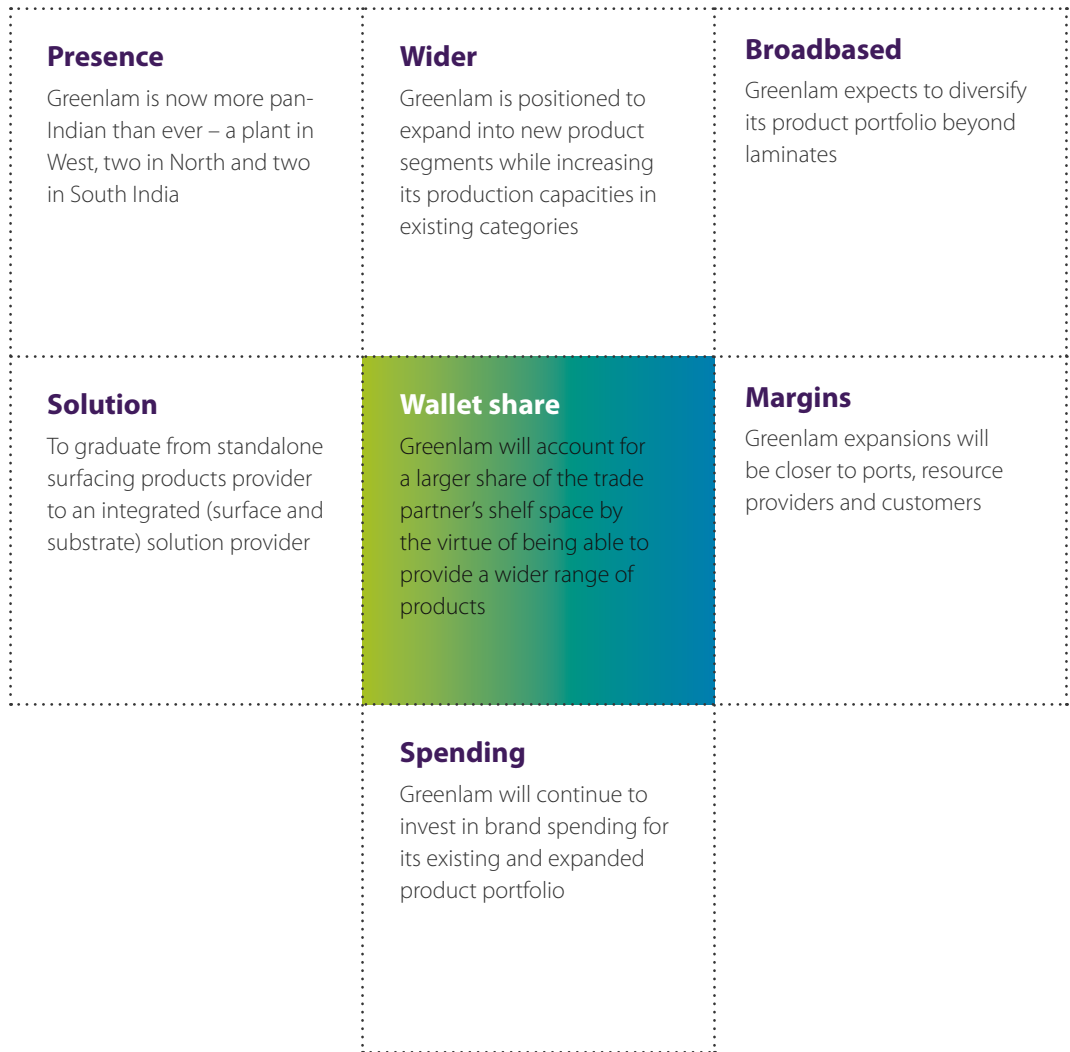 Presence
Greenlam is now more pan-
Indian than ever – a plant in
West, two in North and two
in South India
Wider
Greenlam is positioned to
expand into new product
segments while increasing
its production capacities in
existing categories
Broadbased
Greenlam expects to diversify
its product portfolio beyond
laminates
Solution
To graduate from standalone
surfacing products provider
to an integrated (surface and
substrate) solution provider
Wallet share
Greenlam will account for
a larger share of the trade
partner’s shelf space by
the virtue of being able to
provide a wider range of
products
Margins
Greenlam expansions will
be closer to ports, resource
providers and customers
Spending
Greenlam will continue to
invest in brand spending for
its existing and expanded
product portfolio